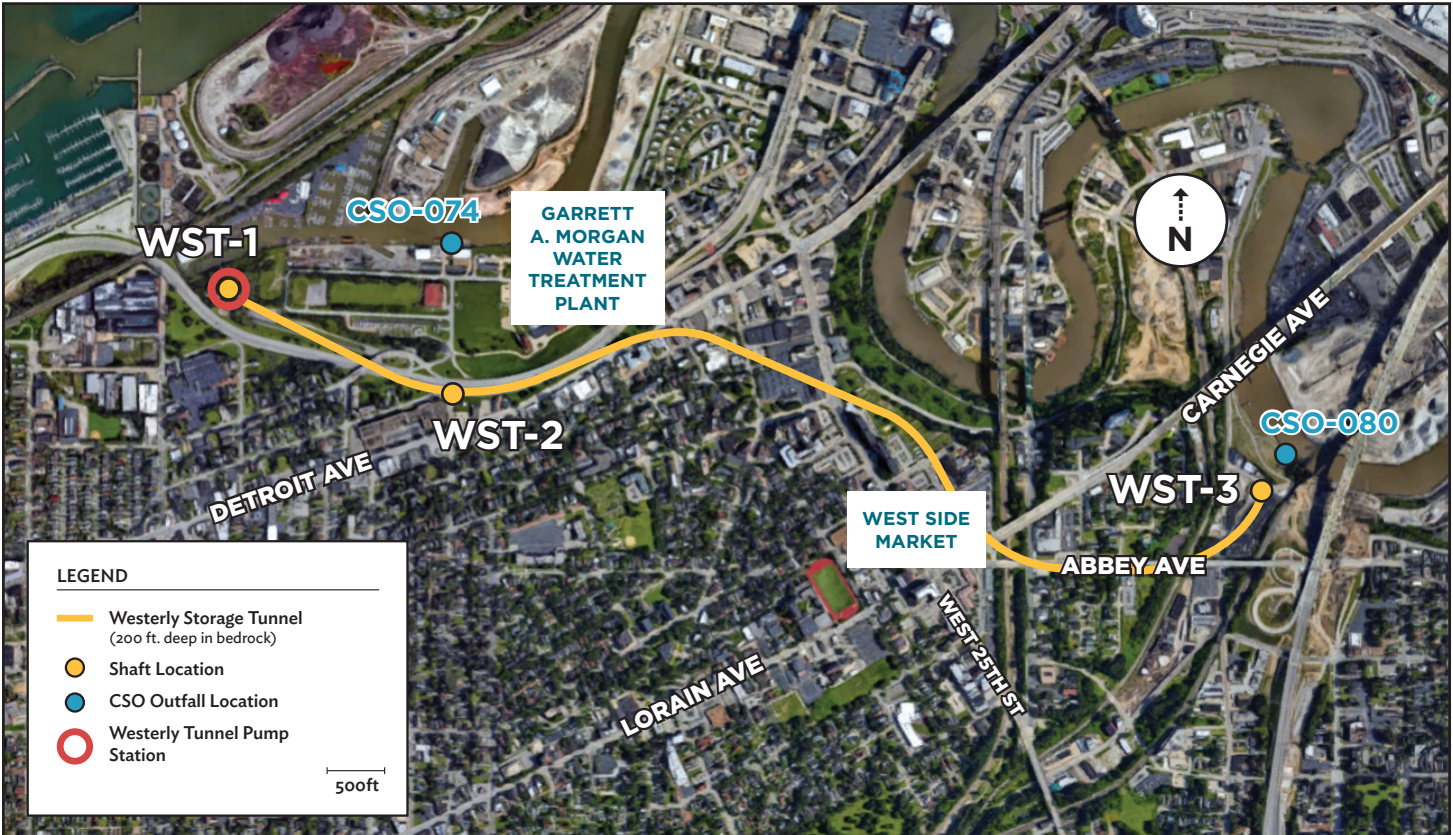 CSO-074
WST-1
GARRETT
A. MORGAN
WATER
TREATMENT
PLANT
N
CARNEGIE AVE
CSO-080
WST-2
WST-3
DETROIT AVE
WEST SIDE
MARKET
ABBEY AVE
WEST 25TH ST
LORAIN AVE
LEGEND
Westerly Storage Tunnel
(200 ft. deep in bedrock)
Shaft Location
CSO Outfall Location
Westerly Tunnel Pump
Station
500ft